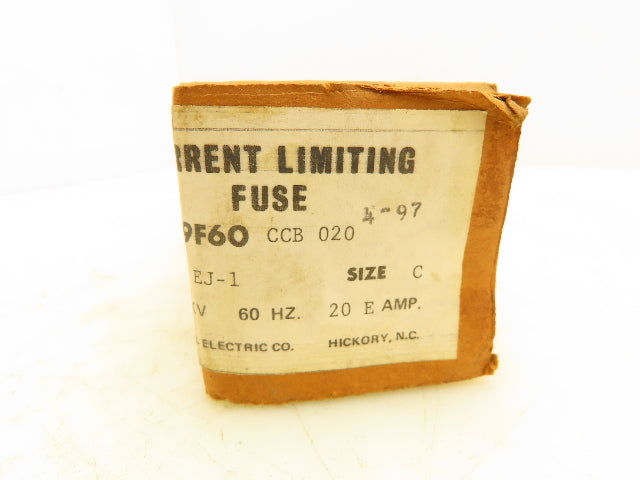 RRENT LIMITING
FUSE
4-97
9F60 CCB 020
EJ-1 SIZE C
KV 60 HZ. 20 E AMP.
L ELECTRIC CO. HICKORY, N.C.